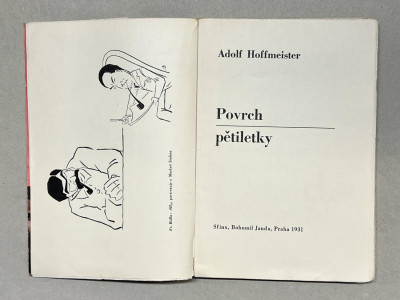 Adolf Hoffmeister
Povrch
pětiletky
Sfinx, Bohumil Janda, Praha 1931